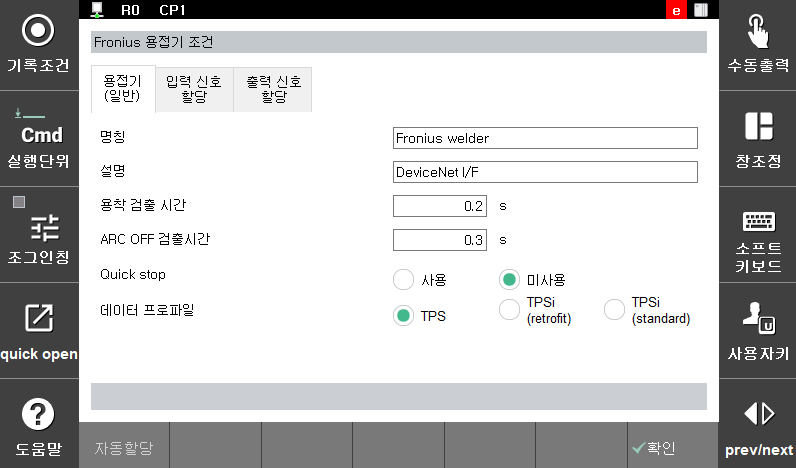 R0 CP1 e
Fronius 용접기 조건
기록조건
Cmd
실행단위
조그인칭
quick open
도움말
용접기
(일반)
입력 신호
할당
출력 신호
할당
명칭 Fronius welder
설명 DeviceNet I/F
용착 검출 시간 0.2 s
ARC OFF 검출시간 0.3 s
Quick stop 사용 미사용
데이터 프로파일 TPS
TPSi
(retrofit)
TPSi
(standard)
자동할당 확인
수동출력
창조정
소프트
키보드
U
사용자키
prev/next